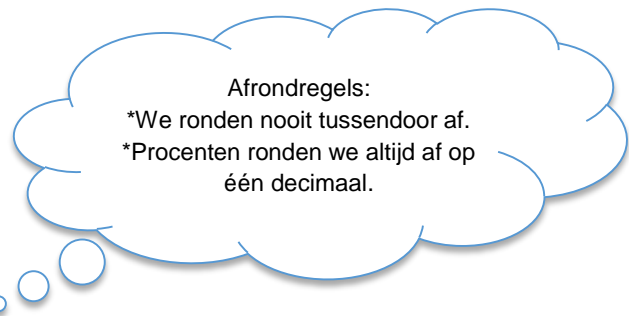 Afrondregels:
*We ronden nooit tussendoor af.
*Procenten ronden we altijd af op
één decimaal.